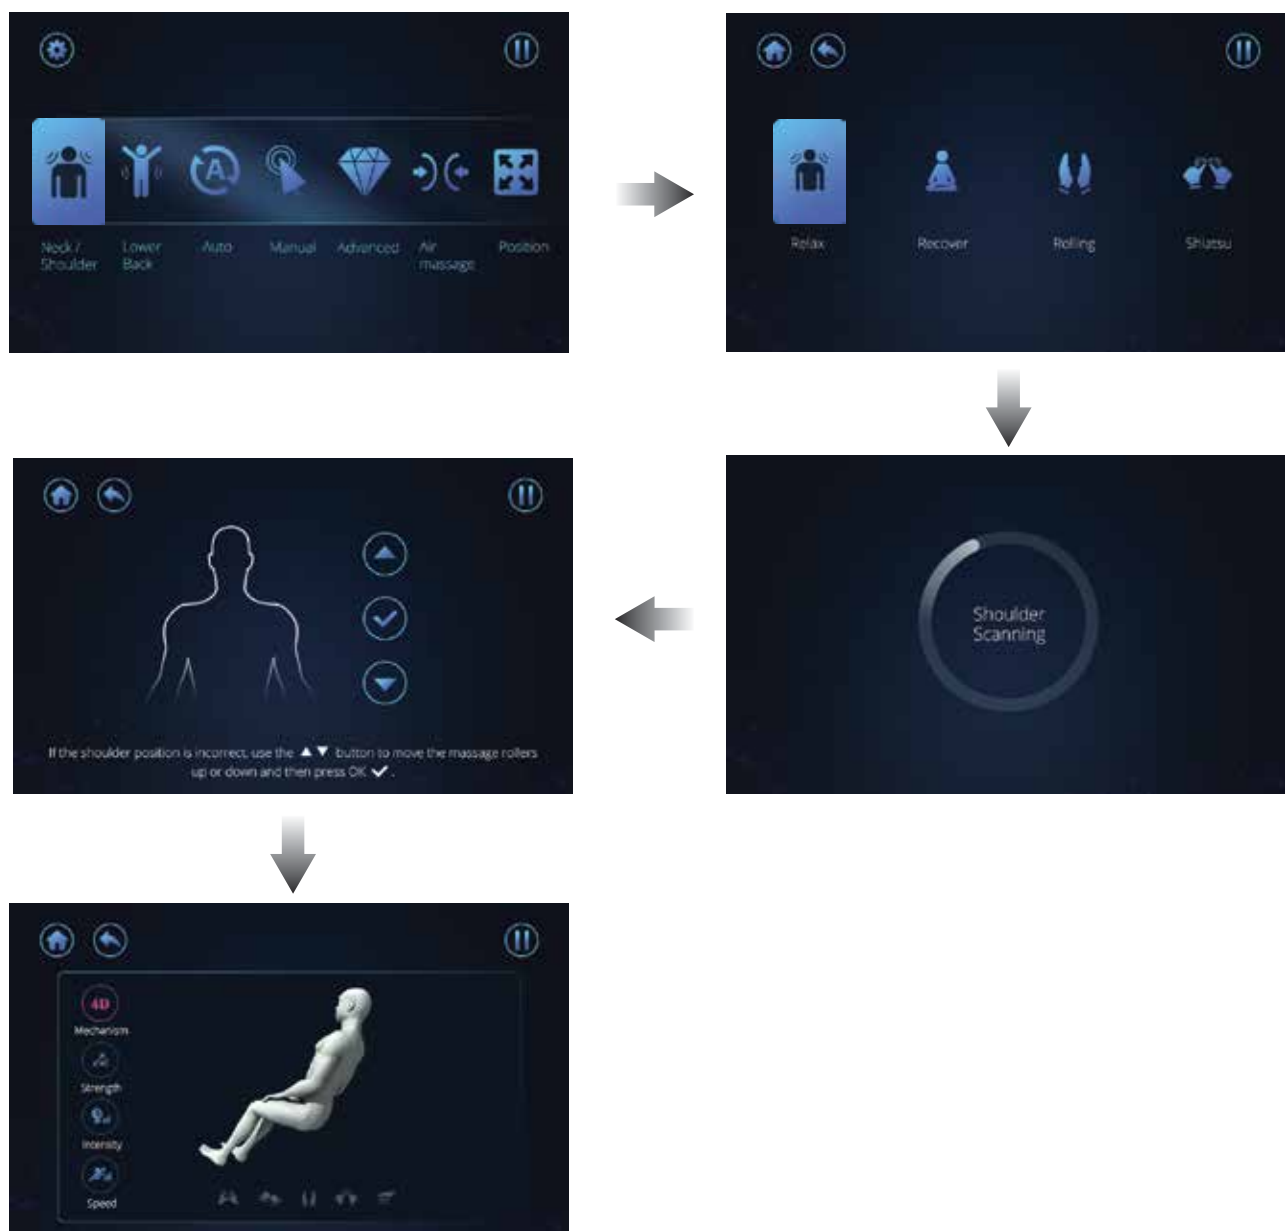 Neck /
Shoulder
Lower
Back
Auto
Manual
Advanced
Air
massage
Position
Relax
Recover
Rolling
Shiatsu
Shoulder
Scanning
If the shoulder position is incorrect, use the ▲ ▼ button to move the massage rollers
up or down and then press OK ✔ .
4D
Mechanism
Strength
Intensity
Speed